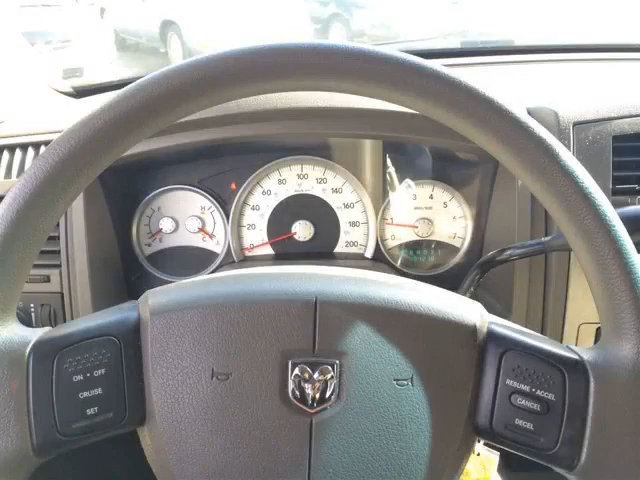 H
C
0 20 40 60 80 100 120 140 160 180 200
km/h
1 3 4 5 6 7
ON • OFF
CRUISE
SET
RESUME • ACCEL
CANCEL
DECEL